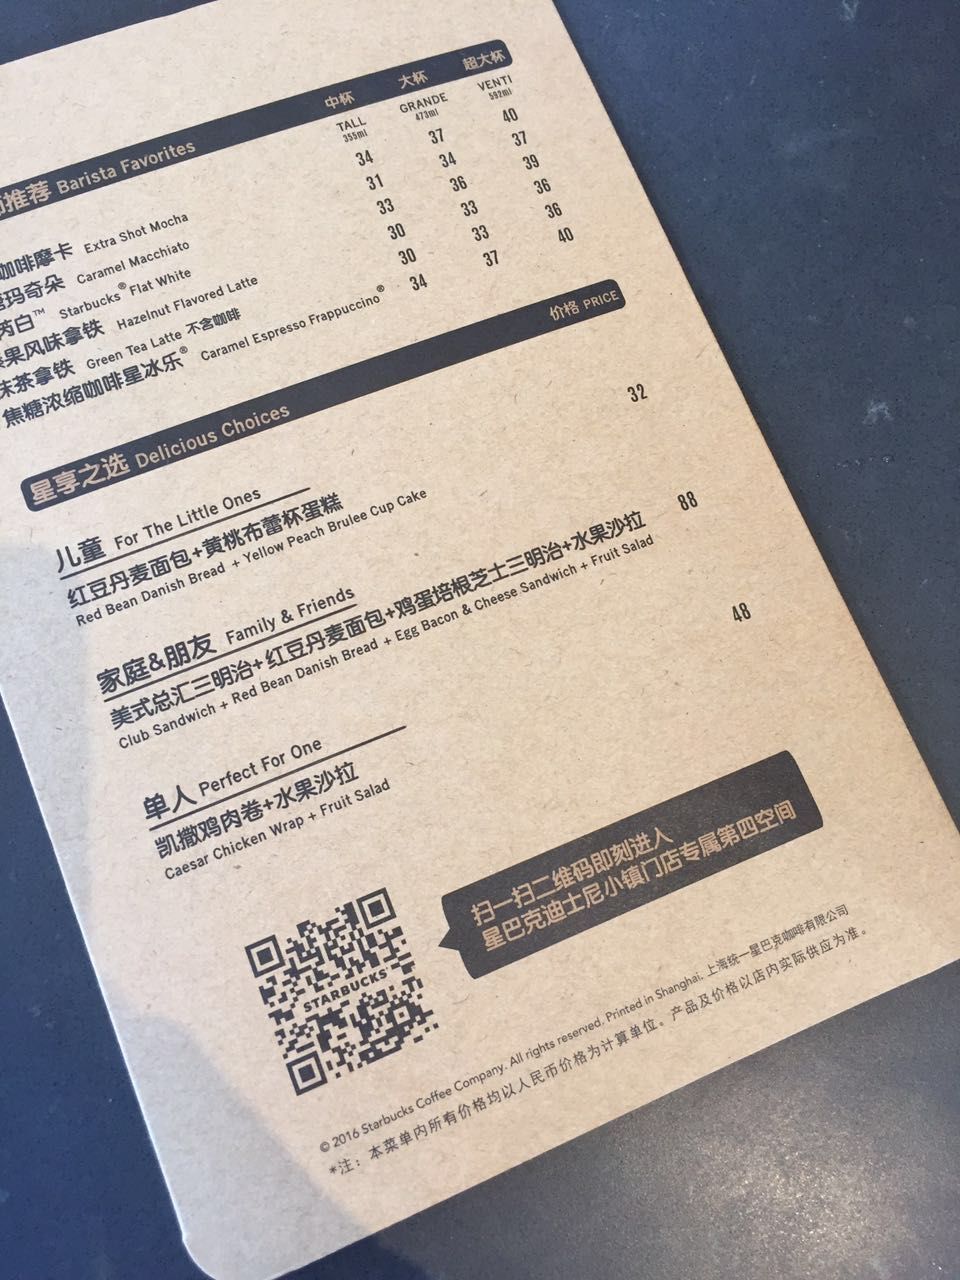 推荐 Barista Favorites 中杯 大杯 超大杯
TALL GRANDE VENTI
355ml 473ml 592ml
咖啡摩卡 Extra Shot Mocha 34 37 40
玛奇朵 Caramel Macchiato 31 34 37
芮白™ Starbucks® Flat White 33 36 39
果风味拿铁 Hazelnut Flavored Latte 30 33 36
抹茶拿铁 Green Tea Latte 不含咖啡 30 33 36
焦糖浓缩咖啡星冰乐® Caramel Espresso Frappuccino® 34 37 40
星享之选 Delicious Choices 价格 PRICE
儿童 For The Little Ones 32
红豆丹麦面包+黄桃布蕾杯蛋糕
Red Bean Danish Bread + Yellow Peach Brulee Cup Cake
家庭&朋友 Family & Friends 88
美式总汇三明治+红豆丹麦面包+鸡蛋培根芝士三明治+水果沙拉
Club Sandwich + Red Bean Danish Bread + Egg Bacon & Cheese Sandwich + Fruit Salad
单人 Perfect For One 48
凯撒鸡肉卷+水果沙拉
Caesar Chicken Wrap + Fruit Salad
扫一扫二维码即刻进入
星巴克迪士尼小镇门店专属第四空间
STARBUCKS
© 2016 Starbucks Coffee Company. All rights reserved. Printed in Shanghai. 上海统一星巴克咖啡有限公司
*注：本菜单内所有价格均以人民币价格为计算单位。产品及价格以店内实际供应为准。